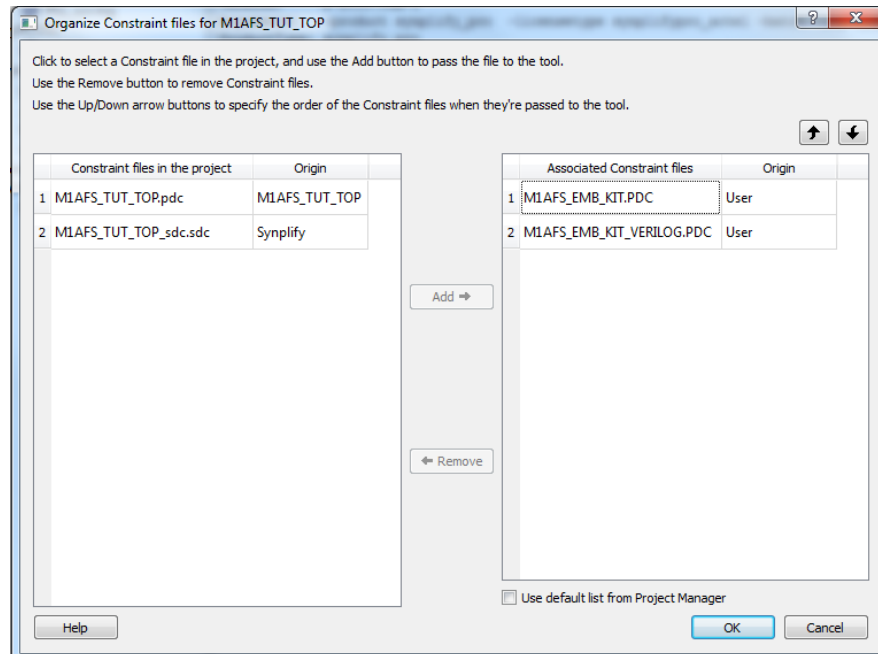 Organize Constraint files for M1AFS_TUT_TOP
Click to select a Constraint file in the project, and use the Add button to pass the file to the tool.
Use the Remove button to remove Constraint files.
Use the Up/Down arrow buttons to specify the order of the Constraint files when they're passed to the tool.
Constraint files in the project Origin
1 M1AFS_TUT_TOP.pdc M1AFS_TUT_TOP
2 M1AFS_TUT_TOP_sdc.sdc Synplify
Associated Constraint files Origin
1 M1AFS_EMB_KIT.PDC User
2 M1AFS_EMB_KIT_VERILOG.PDC User
Add
Remove
Use default list from Project Manager
Help
OK
Cancel